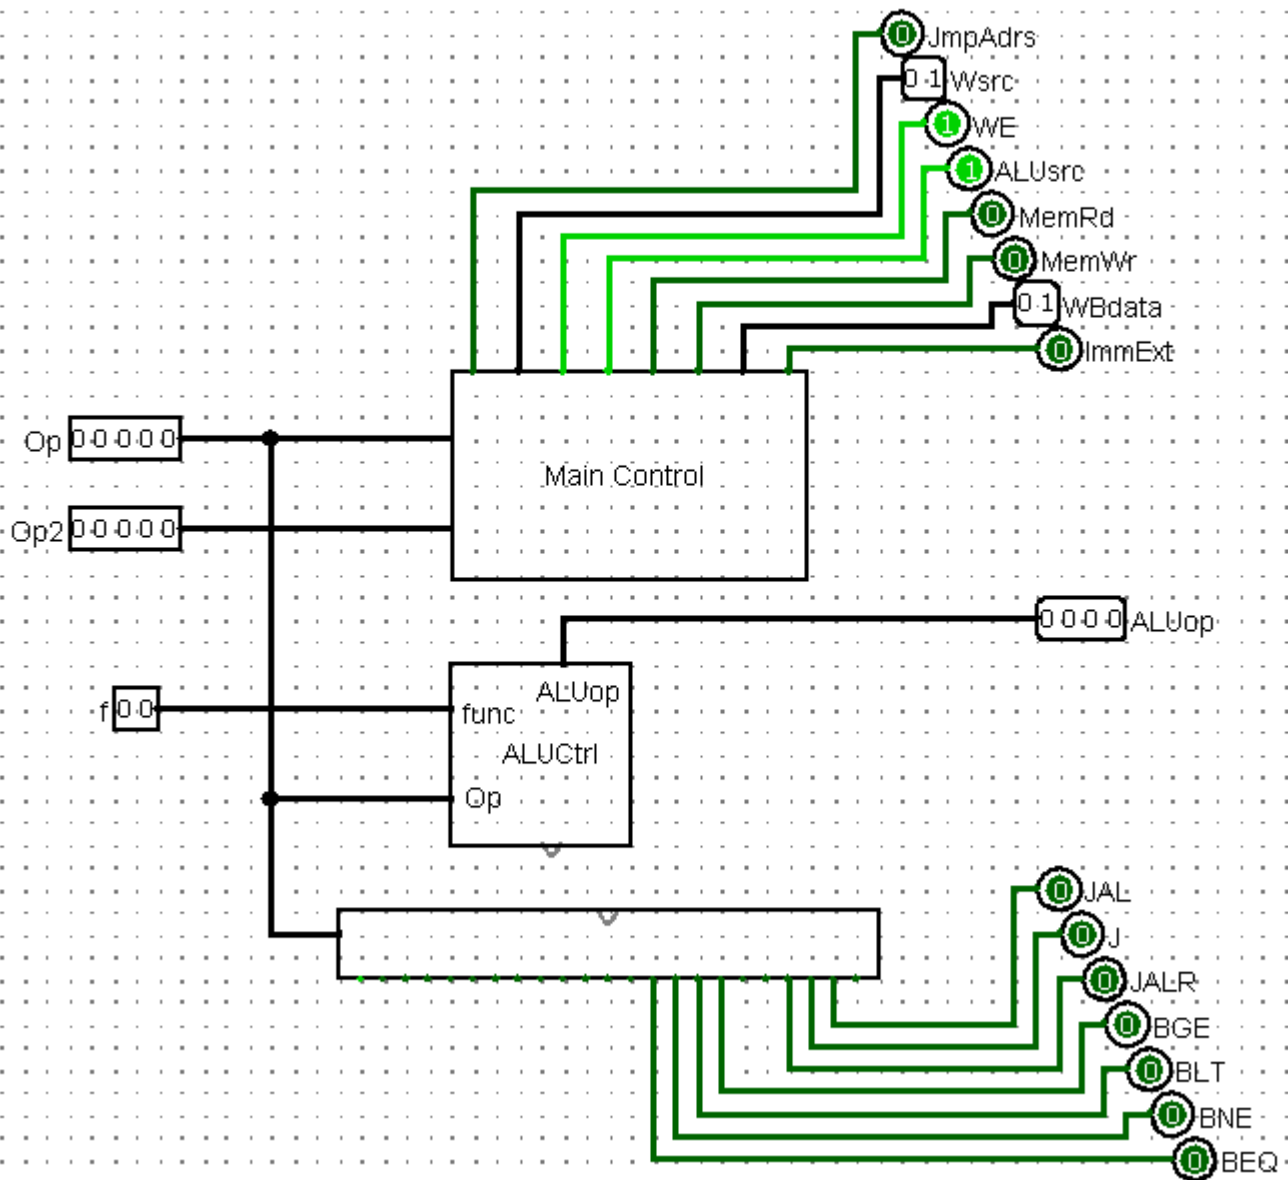 0 JmpAdrs
0 1 Wsrc
1 WE
1 ALUsrc
0 MemRd
0 MemWr
0 1 WBdata
0 ImmExt
Op 0 0 0 0 0
Main Control
Op2 0 0 0 0 0
0 0 0 0 ALUop
ALUop
f 0 0
func
ALUCtrl
Op
0 JAL
0 J
0 JALR
0 BGE
0 BLT
0 BNE
0 BEQ